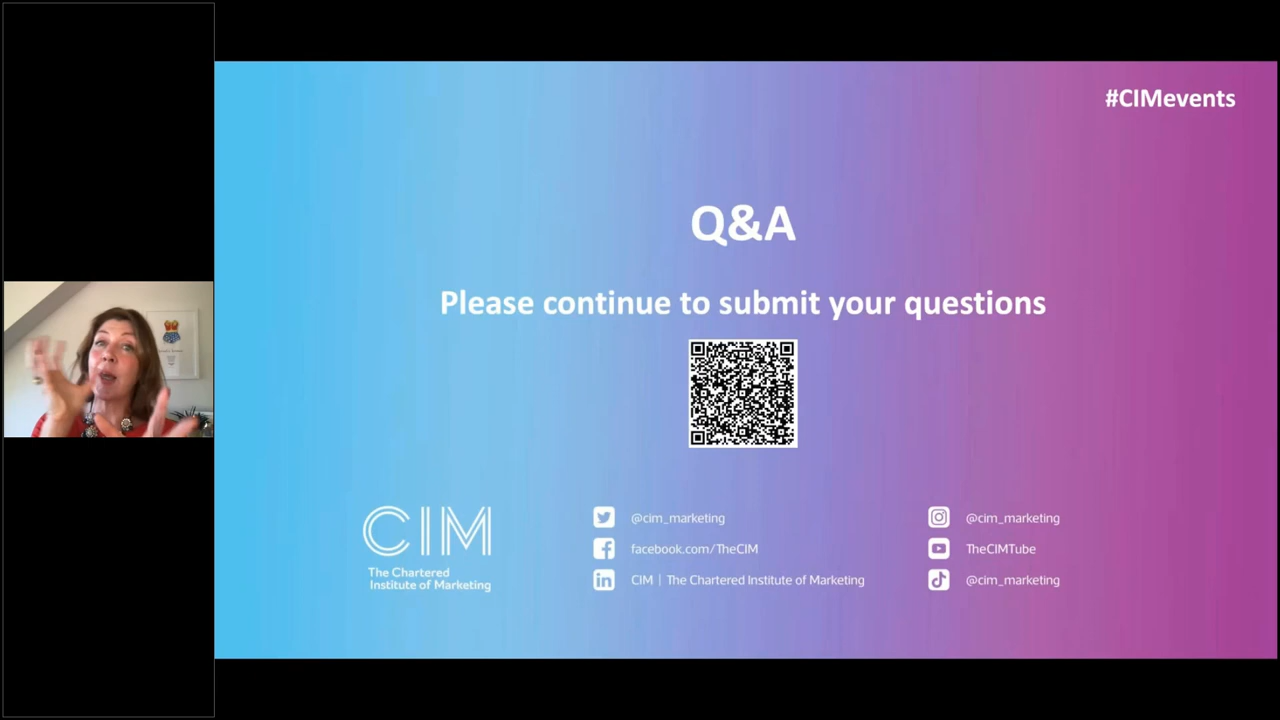 #CIMevents
Q&A
Please continue to submit your questions
CIM
The Chartered
Institute of Marketing
@cim_marketing
facebook.com/TheCIM
CIM | The Chartered Institute of Marketing
@cim_marketing
TheCIMTube
@cim_marketing